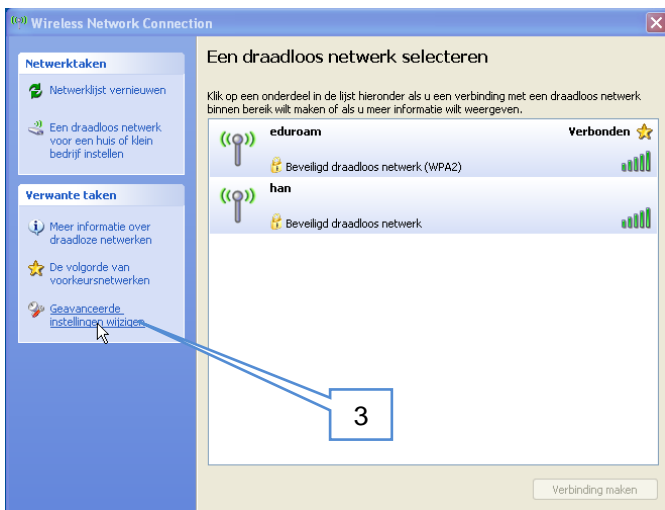 Wireless Network Connection
Netwerktaken
Netwerklijst vernieuwen
Een draadloos netwerk
voor een huis of klein
bedrijf instellen
Verwante taken
Meer informatie over
draadloze netwerken
De volgorde van
voorkeursnetwerken
Geavanceerde
instellingen wijzigen
Een draadloos netwerk selecteren
Klik op een onderdeel in de lijst hieronder als u een verbinding met een draadloos netwerk
binnen bereik wilt maken of als u meer informatie wilt weergeven.
eduroam Verbonden
Beveiligd draadloos netwerk (WPA2)
han
Beveiligd draadloos netwerk
3
Verbinding maken